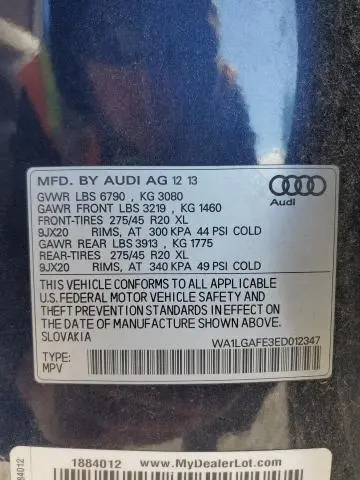 MFD. BY AUDI AG 12 13
GVWR LBS 6790 , KG 3080
GAWR FRONT LBS 3219 , KG 1460
FRONT-TIRES 275/45 R20 XL
9JX20 RIMS, AT 300 KPA 44 PSI COLD
GAWR REAR LBS 3913 , KG 1775
REAR-TIRES 275/45 R20 XL
9JX20 RIMS, AT 340 KPA 49 PSI COLD
Audi
THIS VEHICLE CONFORMS TO ALL APPLICABLE
U.S. FEDERAL MOTOR VEHICLE SAFETY AND
THEFT PROVENTION STANDARDS IN EFFECT ON
THE DATE OF MANUFACTURE SHOWN ABOVE.
SLOVAKIA
WA1LGAFE3ED012347
TYPE:
MPV
1884012 www.MyDealerLot.com
84012